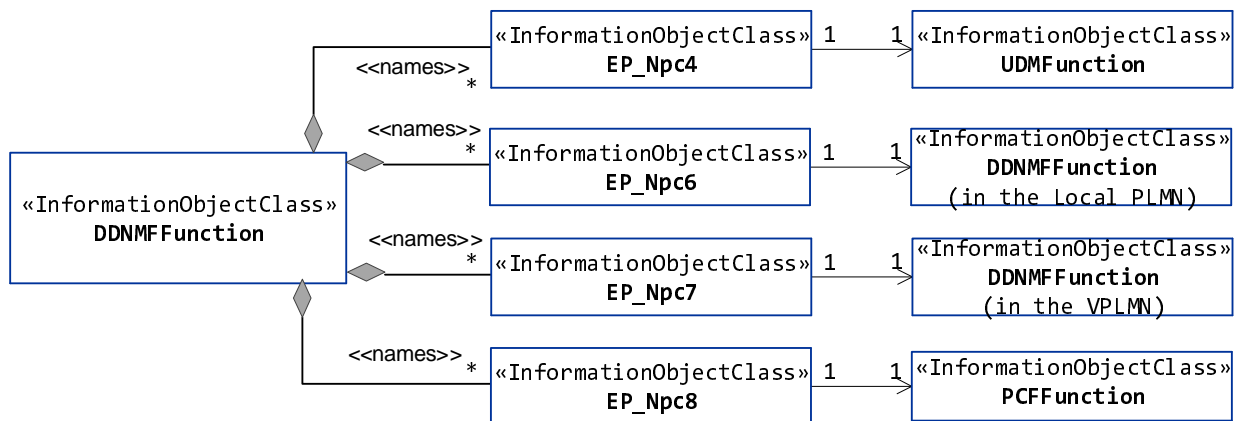 «InformationObjectClass»
EP_Npc4
1
1
«InformationObjectClass»
UDMFunction
<<names>>
*
«InformationObjectClass»
DDNMFFunction
<<names>>
*
«InformationObjectClass»
EP_Npc6
1
1
«InformationObjectClass»
DDNMFFunction
(in the Local PLMN)
<<names>>
*
«InformationObjectClass»
EP_Npc7
1
1
«InformationObjectClass»
DDNMFFunction
(in the VPLMN)
<<names>>
*
«InformationObjectClass»
EP_Npc8
1
1
«InformationObjectClass»
PCFFunction